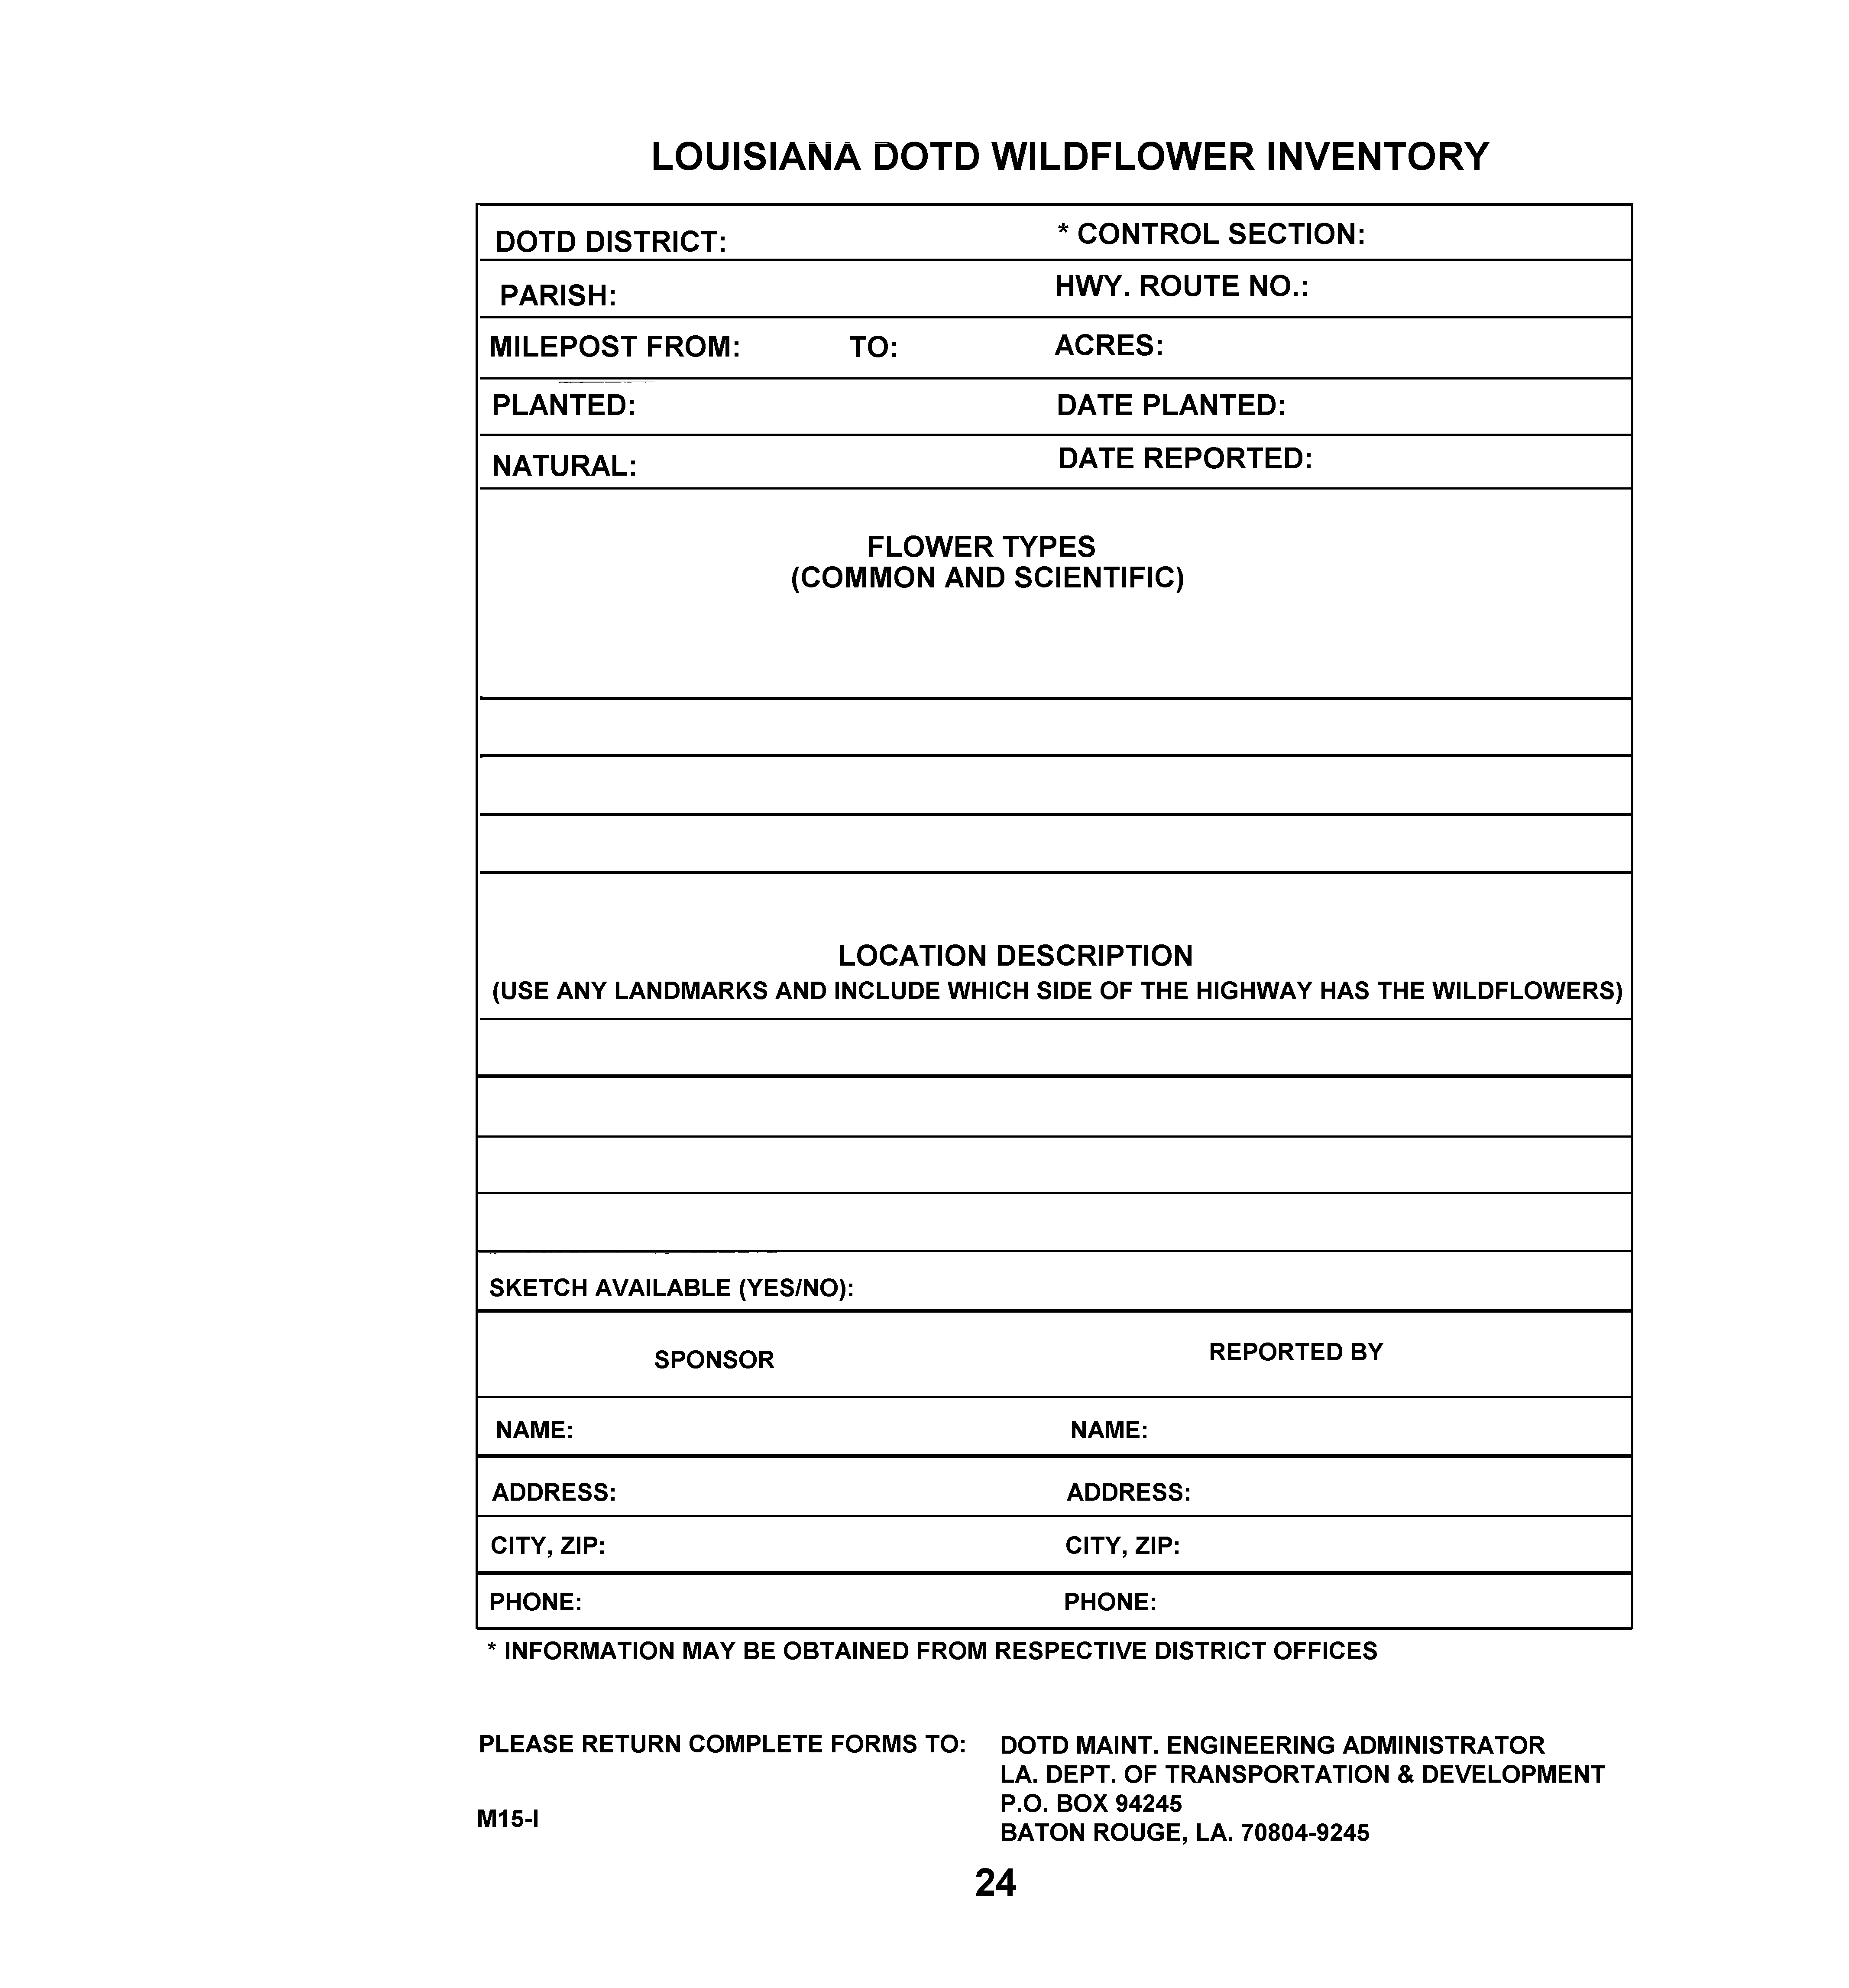 LOUISIANA DOTD WILDFLOWER INVENTORY
DOTD DISTRICT: * CONTROL SECTION:
PARISH: HWY. ROUTE NO.:
MILEPOST FROM: TO: ACRES:
PLANTED: DATE PLANTED:
NATURAL: DATE REPORTED:
FLOWER TYPES
(COMMON AND SCIENTIFIC)
LOCATION DESCRIPTION
(USE ANY LANDMARKS AND INCLUDE WHICH SIDE OF THE HIGHWAY HAS THE WILDFLOWERS)
SKETCH AVAILABLE (YES/NO):
SPONSOR REPORTED BY
NAME: NAME:
ADDRESS: ADDRESS:
CITY, ZIP: CITY, ZIP:
PHONE: PHONE:
* INFORMATION MAY BE OBTAINED FROM RESPECTIVE DISTRICT OFFICES
PLEASE RETURN COMPLETE FORMS TO: DOTD MAINT. ENGINEERING ADMINISTRATOR
LA. DEPT. OF TRANSPORTATION & DEVELOPMENT
P.O. BOX 94245
M15-I
BATON ROUGE, LA. 70804-9245
24